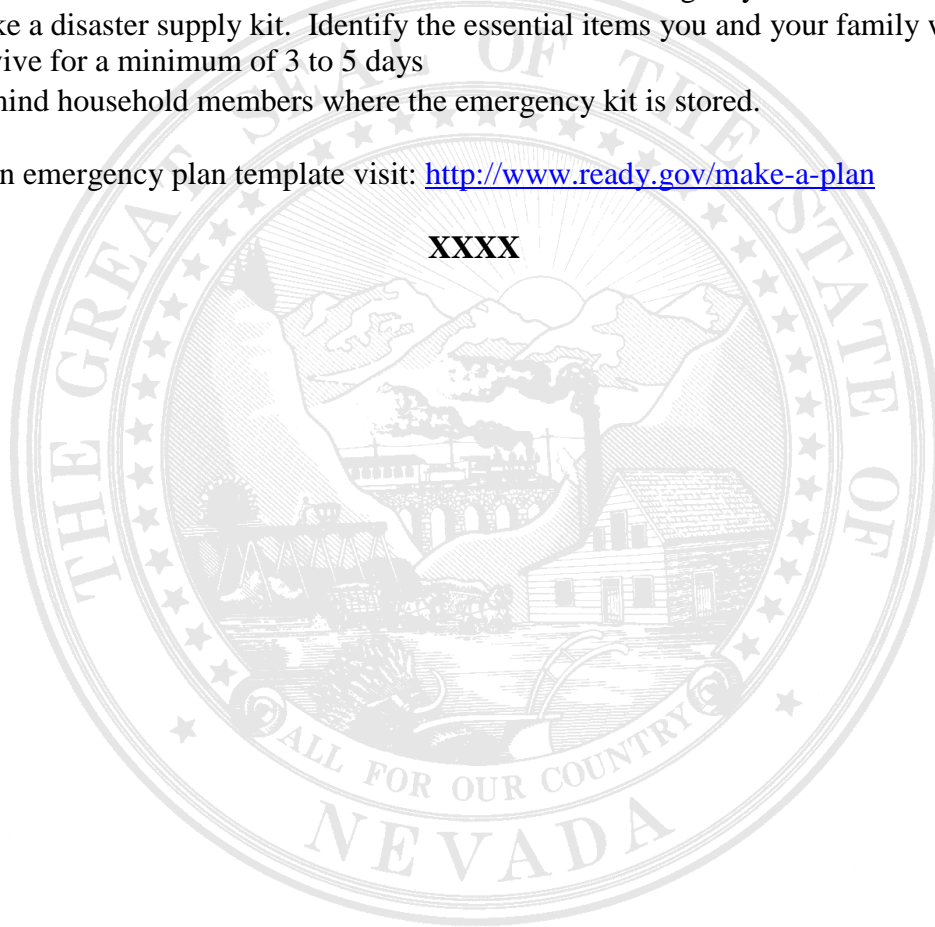 ke a disaster supply kit.  Identify the essential items you and your family w
vive for a minimum of 3 to 5 days
mind household members where the emergency kit is stored.
n emergency plan template visit: http://www.ready.gov/make-a-plan
XXXX
THE GREAT SEAL OF THE STATE OF
ALL FOR OUR COUNTRY
NEVADA